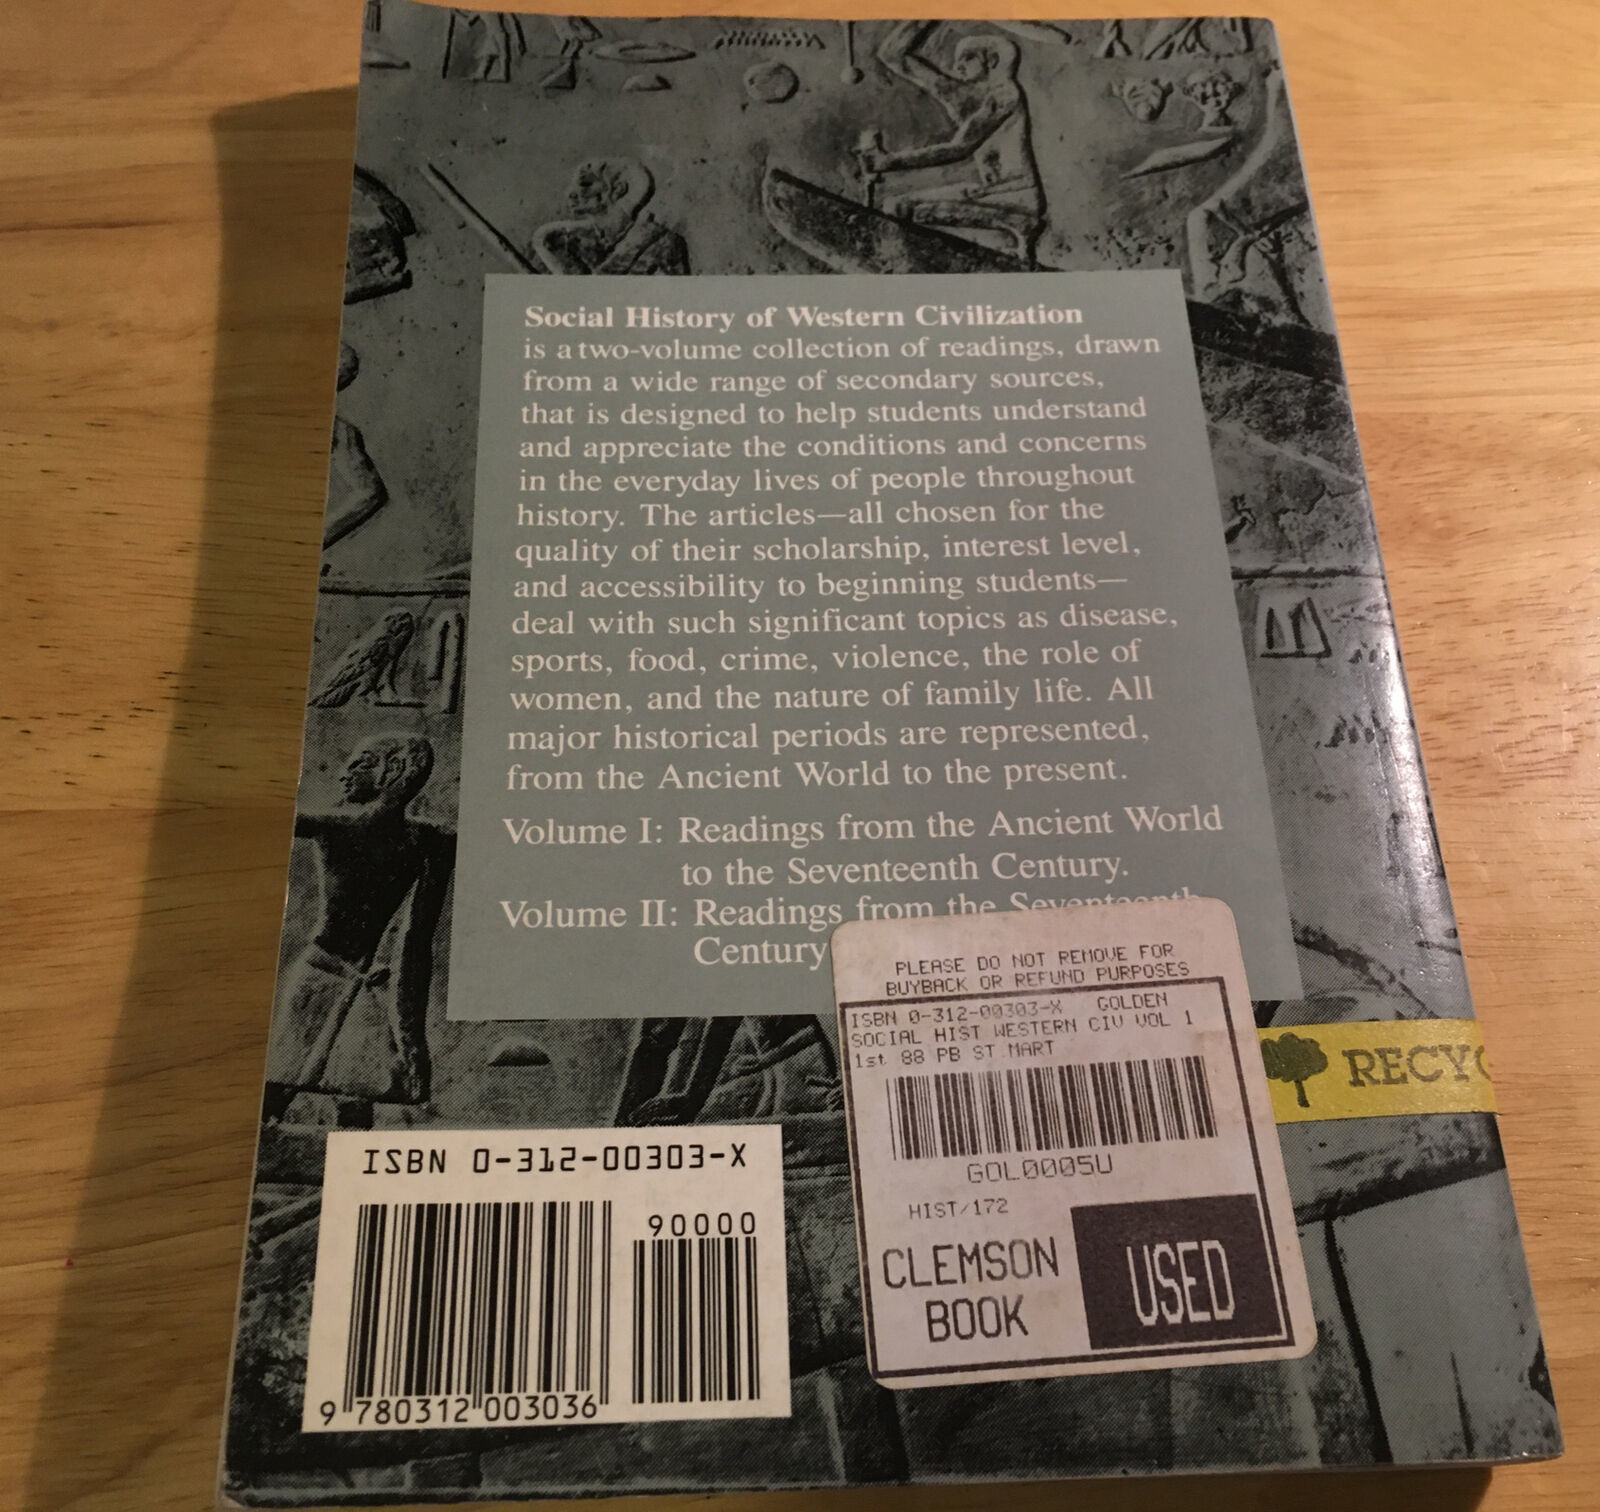 Social History of Western Civilization
is a two-volume collection of readings, drawn
from a wide range of secondary sources,
that is designed to help students understand
and appreciate the conditions and concerns
in the everyday lives of people throughout
history. The articles—all chosen for the
quality of their scholarship, interest level,
and accessibility to beginning students—
deal with such significant topics as disease,
sports, food, crime, violence, the role of
women, and the nature of family life. All
major historical periods are represented,
from the Ancient World to the present.
Volume I: Readings from the Ancient World
to the Seventeenth Century.
Volume II: Readings from the Seventeenth
Century
PLEASE DO NOT REMOVE FOR
BUYBACK OR REFUND PURPOSES
ISBN 0-312-00303-X GOLDEN
SOCIAL HIST WESTERN CIV VOL 1
1st 88 PB ST.MART
GOL0005U
HIST/172
CLEMSON
BOOK
USED
RECYC
ISBN 0-312-00303-X
90000
9 780312 003036